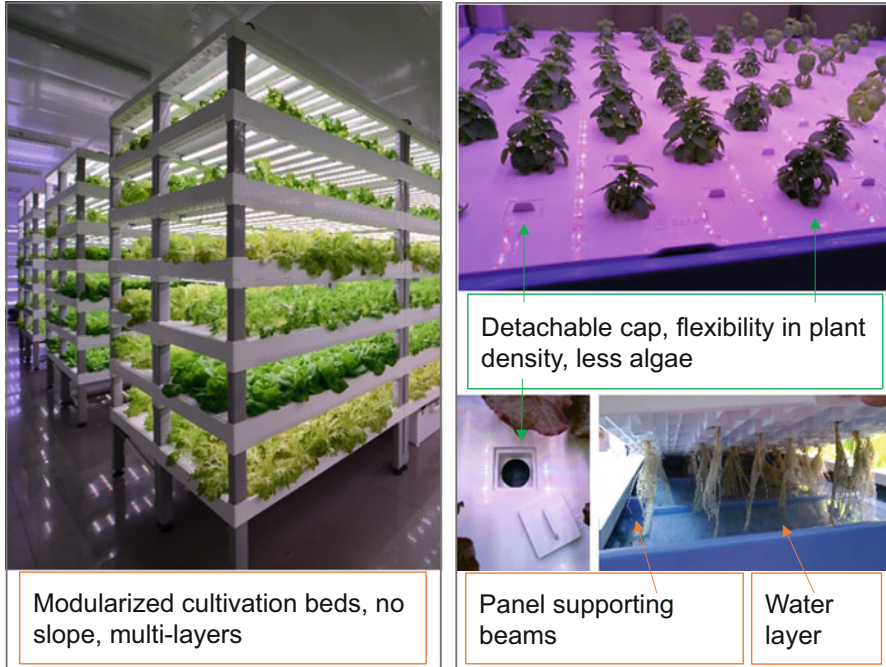 Detachable cap, flexibility in plant
density, less algae
Modularized cultivation beds, no
slope, multi-layers
Panel supporting
beams
Water
layer